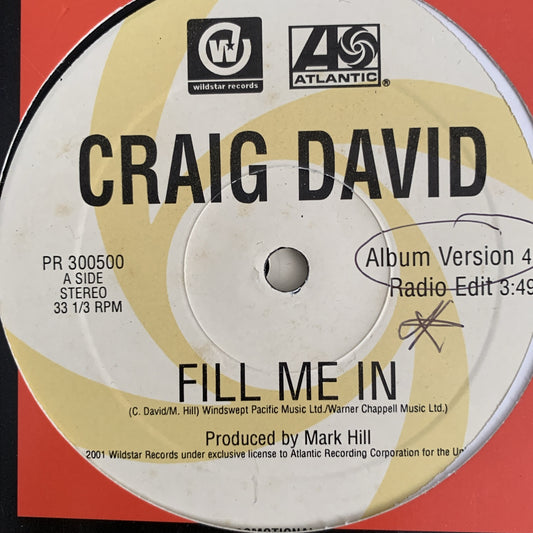 wildstar records
ATLANTIC®
CRAIG DAVID
PR 300500
A SIDE
STEREO
33 1/3 RPM
Album Version 4
Radio Edit 3:49
FILL ME IN
(C. David/M. Hill) Windswept Pacific Music Ltd./Warner Chappell Music Ltd.)
Produced by Mark Hill
2001 Wildstar Records under exclusive license to Atlantic Recording Corporation for the